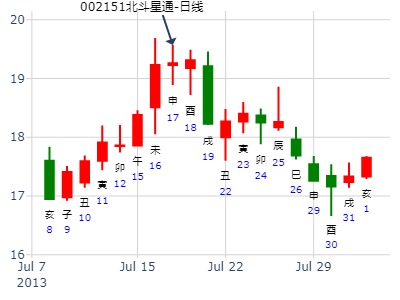 002151北斗星通-日线
20
19
18
17
16
亥 8
子 9
丑 10
寅 11
卯 12
午 15
未 16
申 17
酉 18
戌 19
丑 22
寅 23
卯 24
辰 25
巳 26
申 29
酉 30
戌 31
亥 1
Jul 7
2013
Jul 15
Jul 22
Jul 29